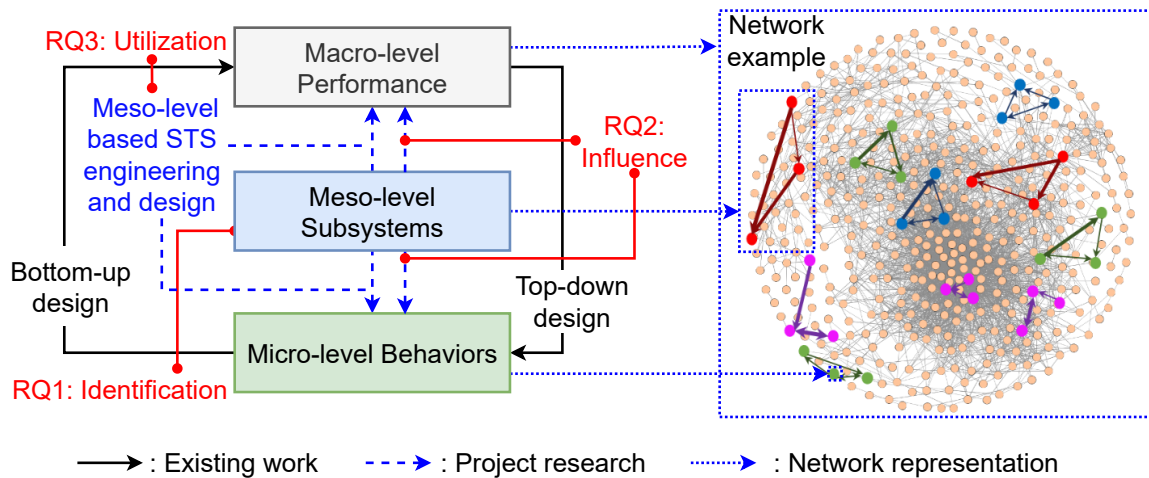 RQ3: Utilization
Macro-level
Performance
Network
example
Meso-level
based STS
engineering
and design
RQ2:
Influence
Meso-level
Subsystems
Bottom-up
design
Top-down
design
Micro-level Behaviors
RQ1: Identification
: Existing work
: Project research
: Network representation